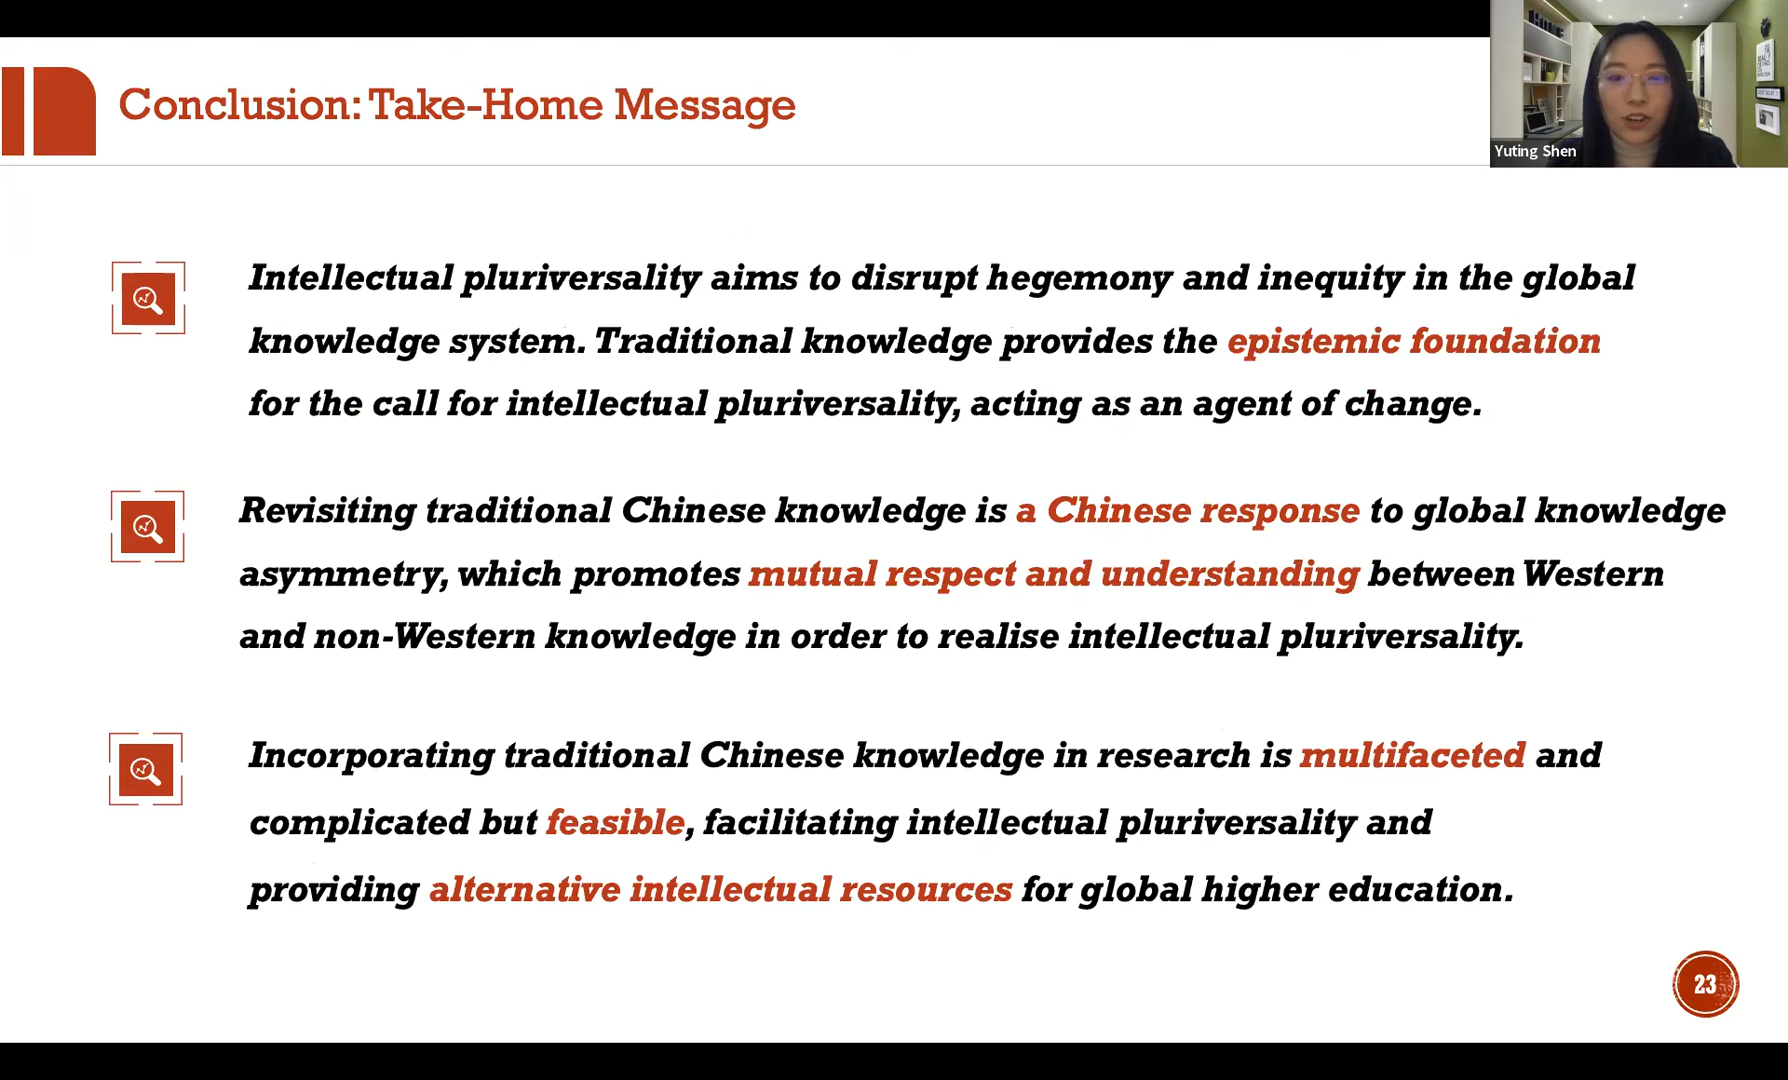 Conclusion: Take-Home Message
Yuting Shen
Intellectual pluriversality aims to disrupt hegemony and inequity in the global
knowledge system. Traditional knowledge provides the epistemic foundation
for the call for intellectual pluriversality, acting as an agent of change.
Revisiting traditional Chinese knowledge is a Chinese response to global knowledge
asymmetry, which promotes mutual respect and understanding between Western
and non-Western knowledge in order to realise intellectual pluriversality.
Incorporating traditional Chinese knowledge in research is multifaceted and
complicated but feasible, facilitating intellectual pluriversality and
providing alternative intellectual resources for global higher education.
23